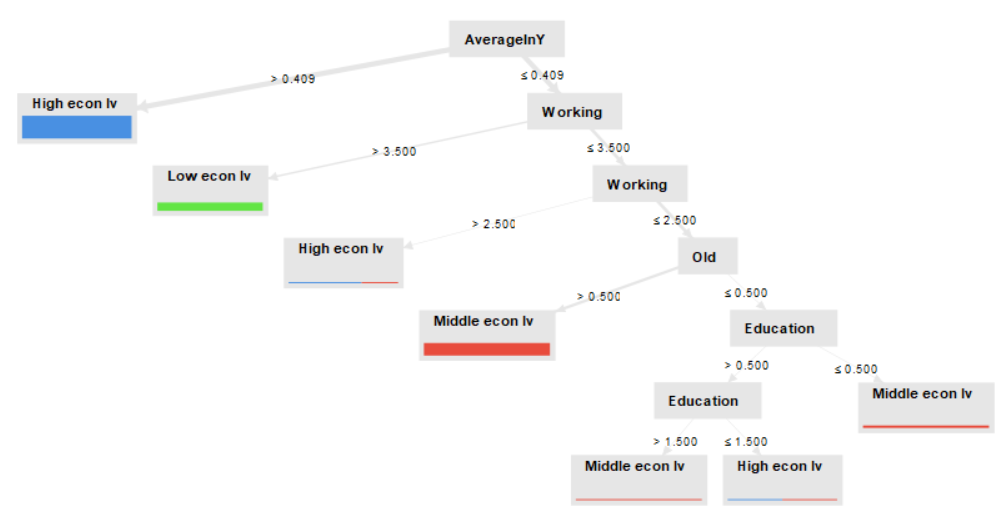 AverageInY
> 0.409
≤ 0.409
High econ lv
Working
> 3.500
≤ 3.500
Low econ lv
Working
> 2.500
≤ 2.500
High econ lv
Old
> 0.500
≤ 0.500
Middle econ lv
Education
> 0.500
≤ 0.500
Education
Middle econ lv
> 1.500
≤ 1.500
Middle econ lv
High econ lv